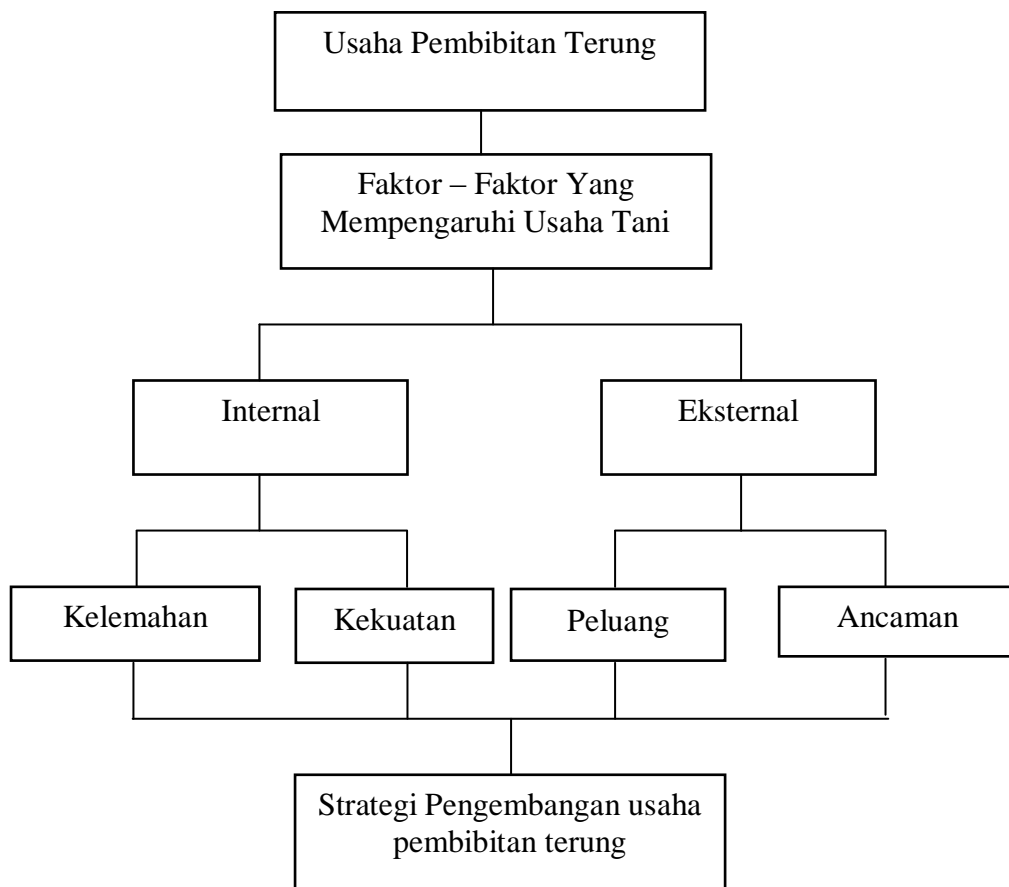 Usaha Pembibitan Terung
Faktor – Faktor Yang
Mempengaruhi Usaha Tani
Internal
Eksternal
Kelemahan
Kekuatan
Peluang
Ancaman
Strategi Pengembangan usaha
pembibitan terung